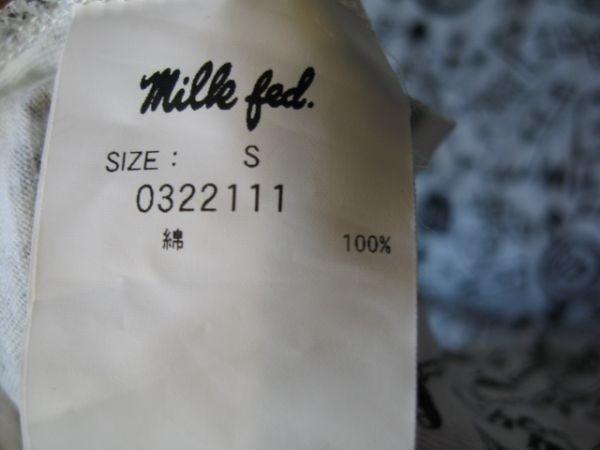 Milk fed.
SIZE : S
0322111
綿 100%